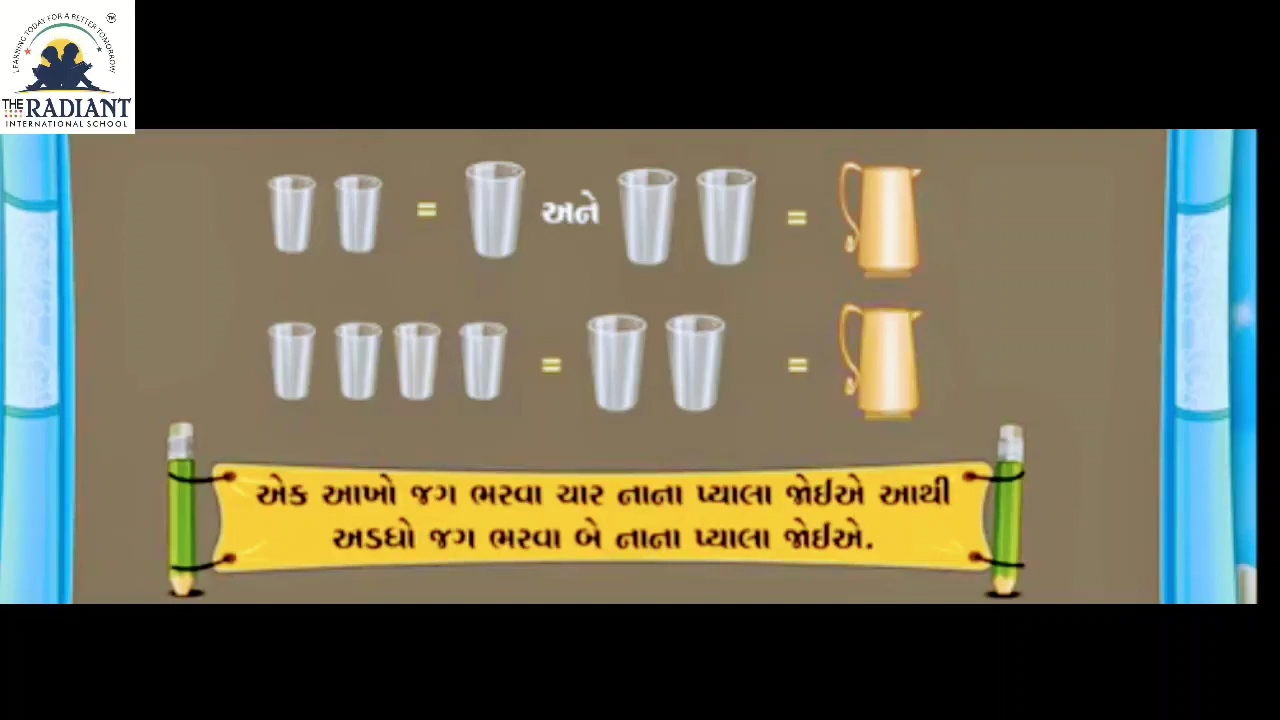 LEARNING TODAY FOR A BETTER TOMORROW
TM
THE RADIANT
INTERNATIONAL SCHOOL
= અને =
= =
એક આખો જગ ભરવા ચાર નાના પ્યાલા જોઈએ આથી
અડધો જગ ભરવા બે નાના પ્યાલા જોઈએ.